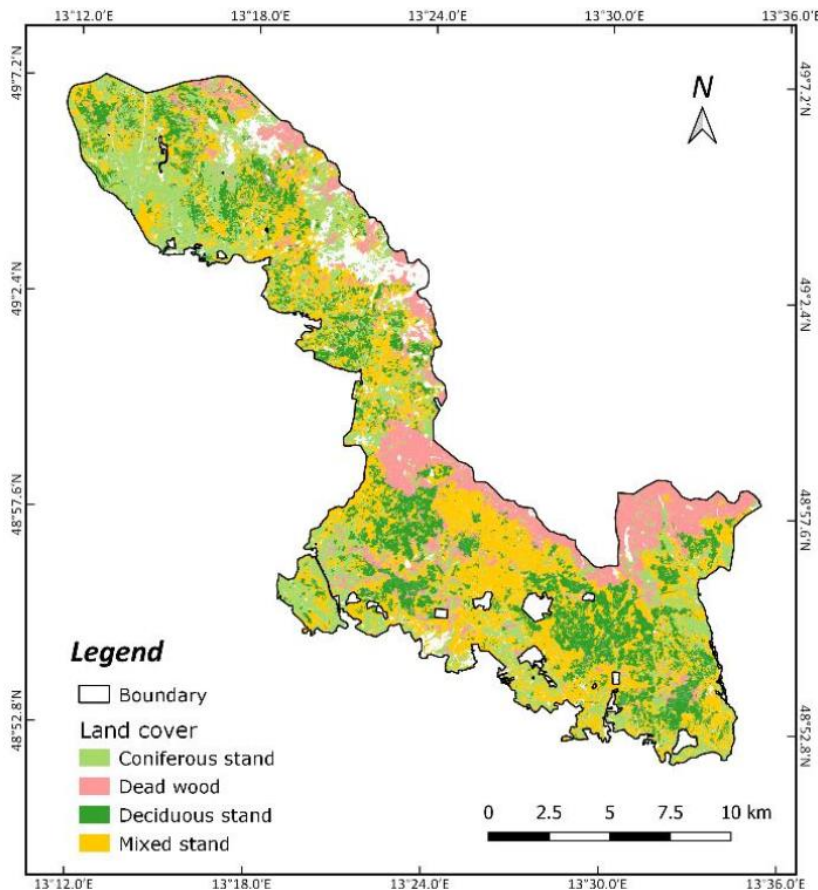 13°12.0′E 13°18.0′E 13°24.0′E 13°30.0′E 13°36.0′E
49°7.2′N
49°7.2′N
N
49°2.4′N
49°2.4′N
48°57.6′N
48°57.6′N
Legend
Boundary
Land cover
Coniferous stand
Dead wood
Deciduous stand
Mixed stand
48°52.8′N
48°52.8′N
0 2.5 5 7.5 10 km
13°12.0′E 13°18.0′E 13°24.0′E 13°30.0′E 13°36.0′E